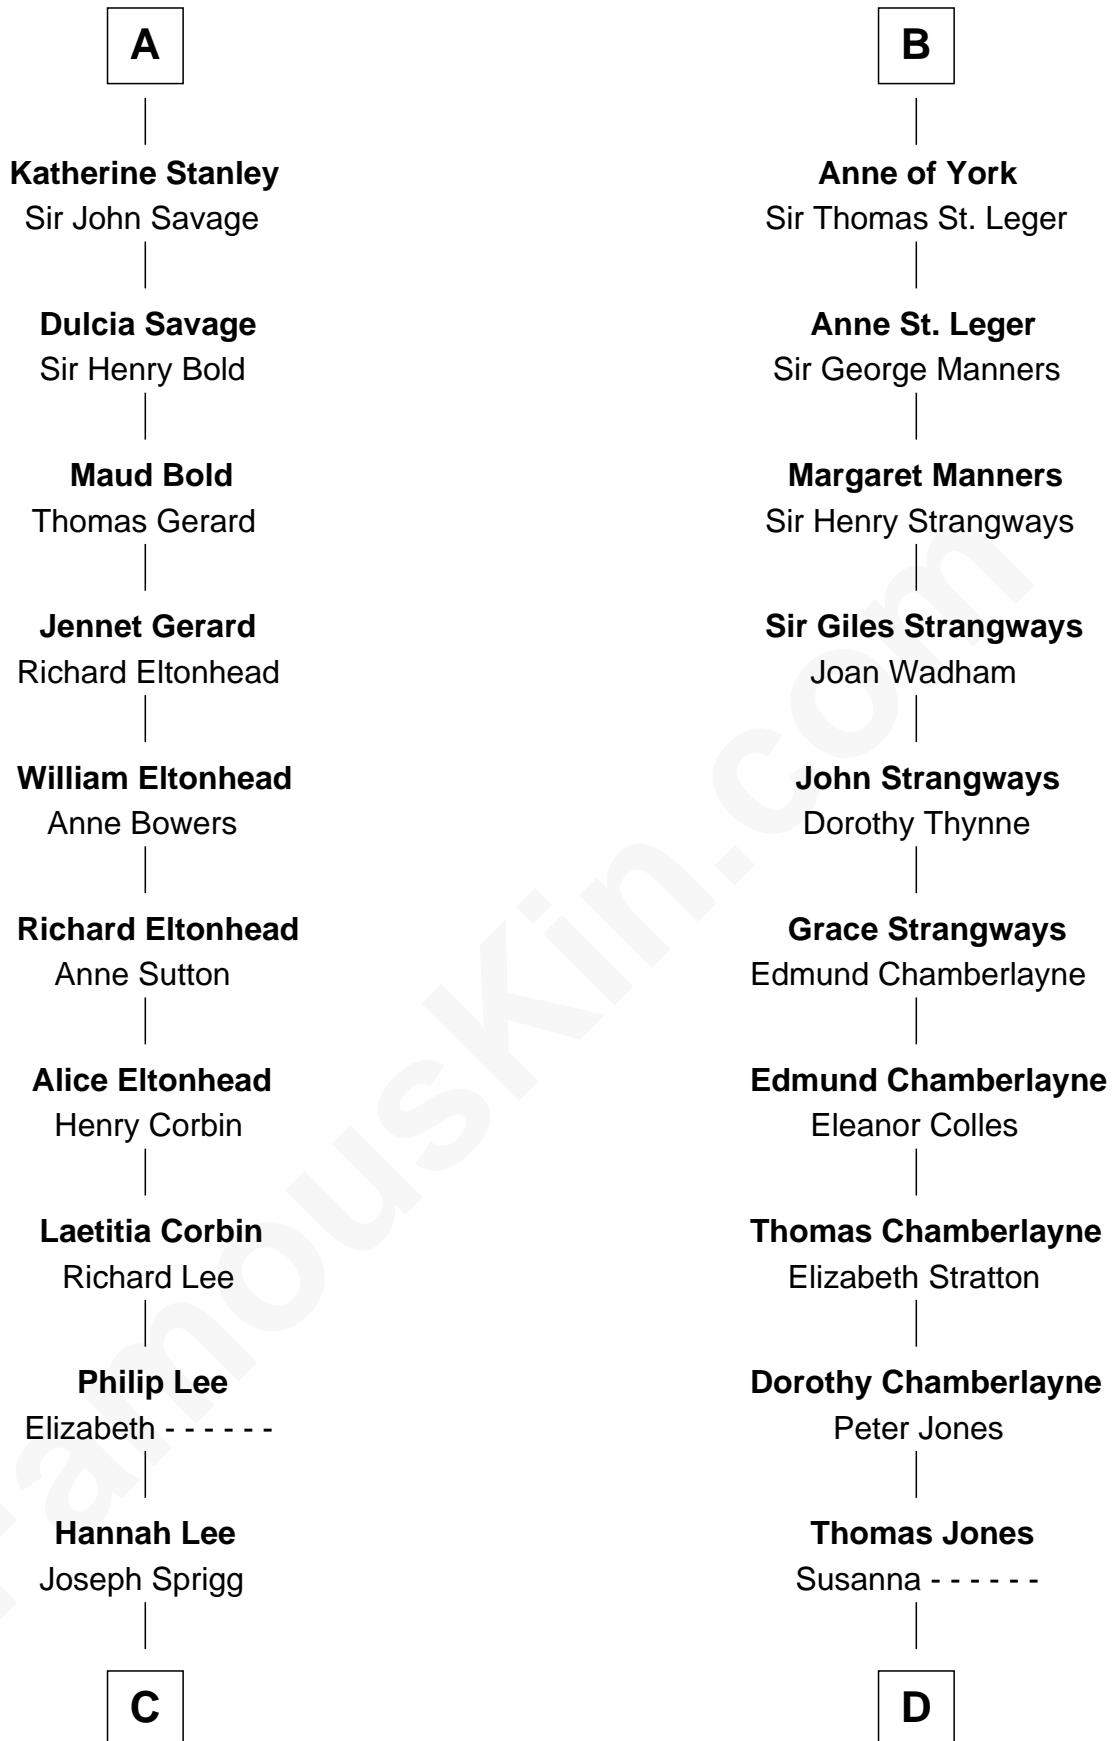 A
Katherine Stanley
Sir John Savage
Dulcia Savage
Sir Henry Bold
Maud Bold
Thomas Gerard
Jennet Gerard
Richard Eltonhead
William Eltonhead
Anne Bowers
Richard Eltonhead
Anne Sutton
Alice Eltonhead
Henry Corbin
Laetitia Corbin
Richard Lee
Philip Lee
Elizabeth - - - - - -
Hannah Lee
Joseph Sprigg
C
B
Anne of York
Sir Thomas St. Leger
Anne St. Leger
Sir George Manners
Margaret Manners
Sir Henry Strangways
Sir Giles Strangways
Joan Wadham
John Strangways
Dorothy Thynne
Grace Strangways
Edmund Chamberlayne
Edmund Chamberlayne
Eleanor Colles
Thomas Chamberlayne
Elizabeth Stratton
Dorothy Chamberlayne
Peter Jones
Thomas Jones
Susanna - - - - - -
D
FamousKin.com